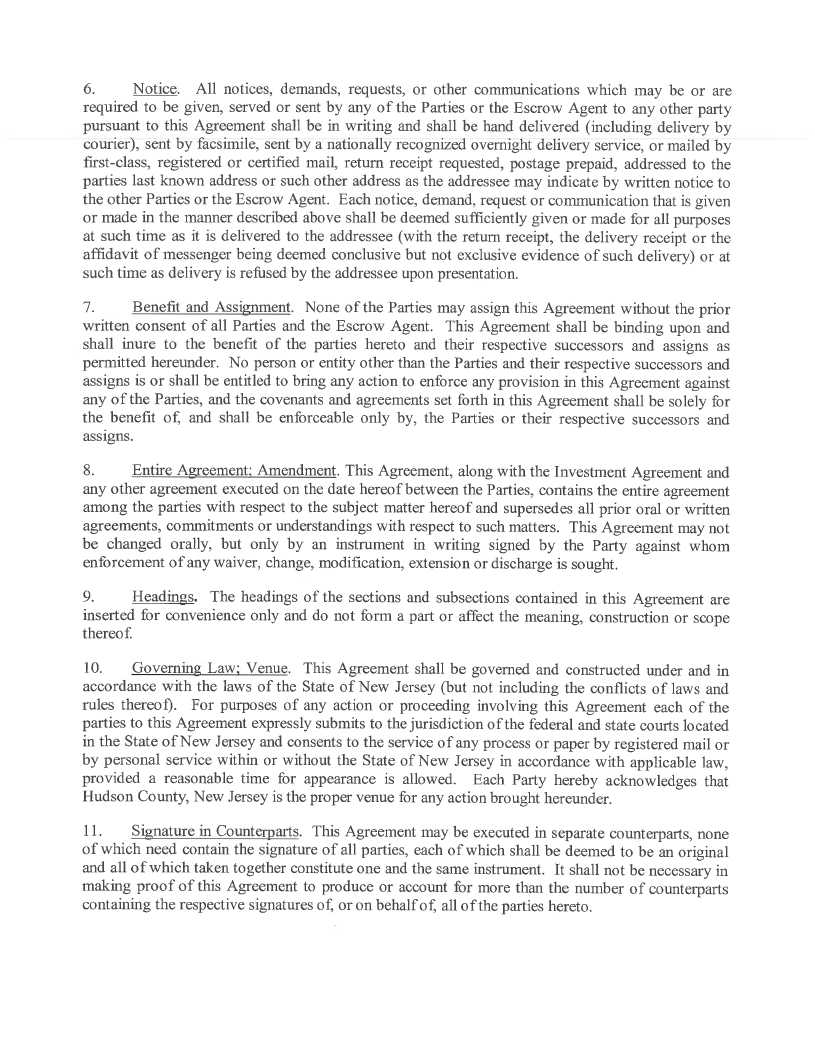 6. Notice. All notices, demands, requests, or other communications which may be or are
required to be given, served or sent by any of the Parties or the Escrow Agent to any other party
pursuant to this Agreement shall be in writing and shall be hand delivered (including delivery by
courier), sent by facsimile, sent by a nationally recognized overnight delivery service, or mailed by
first-class, registered or certified mail, return receipt requested, postage prepaid, addressed to the
parties last known address or such other address as the addressee may indicate by written notice to
the other Parties or the Escrow Agent. Each notice, demand, request or communication that is given
or made in the manner described above shall be deemed sufficiently given or made for all purposes
at such time as it is delivered to the addressee (with the return receipt, the delivery receipt or the
affidavit of messenger being deemed conclusive but not exclusive evidence of such delivery) or at
such time as delivery is refused by the addressee upon presentation.
7. Benefit and Assignment. None of the Parties may assign this Agreement without the prior
written consent of all Parties and the Escrow Agent. This Agreement shall be binding upon and
shall inure to the benefit of the parties hereto and their respective successors and assigns as
permitted hereunder. No person or entity other than the Parties and their respective successors and
assigns is or shall be entitled to bring any action to enforce any provision in this Agreement against
any of the Parties, and the covenants and agreements set forth in this Agreement shall be solely for
the benefit of, and shall be enforceable only by, the Parties or their respective successors and
assigns.
8. Entire Agreement; Amendment. This Agreement, along with the Investment Agreement and
any other agreement executed on the date hereof between the Parties, contains the entire agreement
among the parties with respect to the subject matter hereof and supersedes all prior oral or written
agreements, commitments or understandings with respect to such matters. This Agreement may not
be changed orally, but only by an instrument in writing signed by the Party against whom
enforcement of any waiver, change, modification, extension or discharge is sought.
9. Headings. The headings of the sections and subsections contained in this Agreement are
inserted for convenience only and do not form a part or affect the meaning, construction or scope
thereof.
10. Governing Law; Venue. This Agreement shall be governed and constructed under and in
accordance with the laws of the State of New Jersey (but not including the conflicts of laws and
rules thereof). For purposes of any action or proceeding involving this Agreement each of the
parties to this Agreement expressly submits to the jurisdiction of the federal and state courts located
in the State of New Jersey and consents to the service of any process or paper by registered mail or
by personal service within or without the State of New Jersey in accordance with applicable law,
provided a reasonable time for appearance is allowed. Each Party hereby acknowledges that
Hudson County, New Jersey is the proper venue for any action brought hereunder.
11. Signature in Counterparts. This Agreement may be executed in separate counterparts, none
of which need contain the signature of all parties, each of which shall be deemed to be an original
and all of which taken together constitute one and the same instrument. It shall not be necessary in
making proof of this Agreement to produce or account for more than the number of counterparts
containing the respective signatures of, or on behalf of, all of the parties hereto.